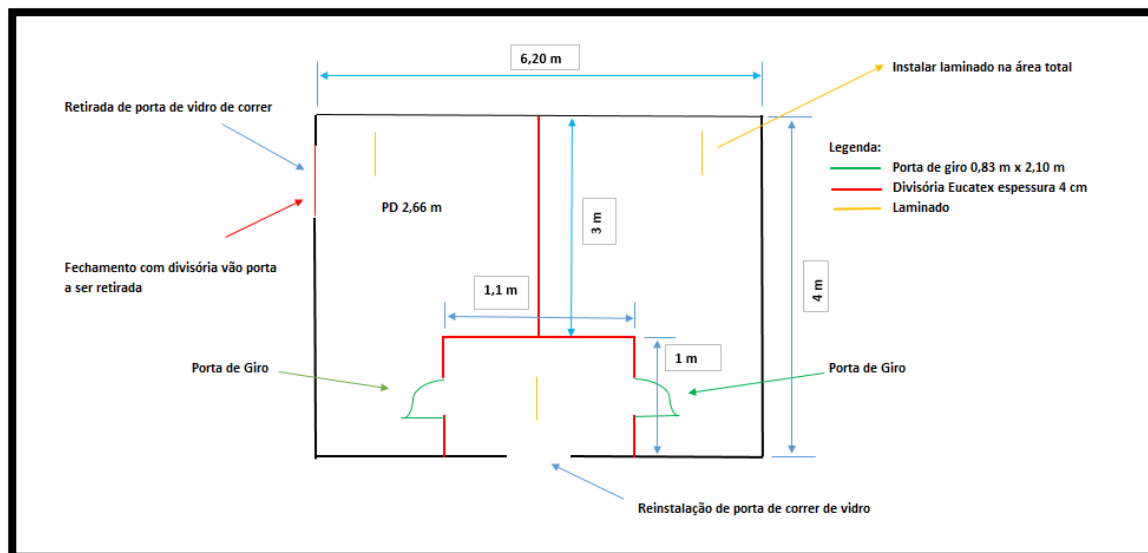 6,20 m
Instalar laminado na área total
Retirada de porta de vidro de correr
Legenda:
Porta de giro 0,83 m x 2,10 m
Divisória Eucatex espessura 4 cm
Laminado
PD 2,66 m
3 m
Fechamento com divisória vão porta
a ser retirada
1,1 m
4 m
1 m
Porta de Giro
Porta de Giro
Reinstalação de porta de correr de vidro